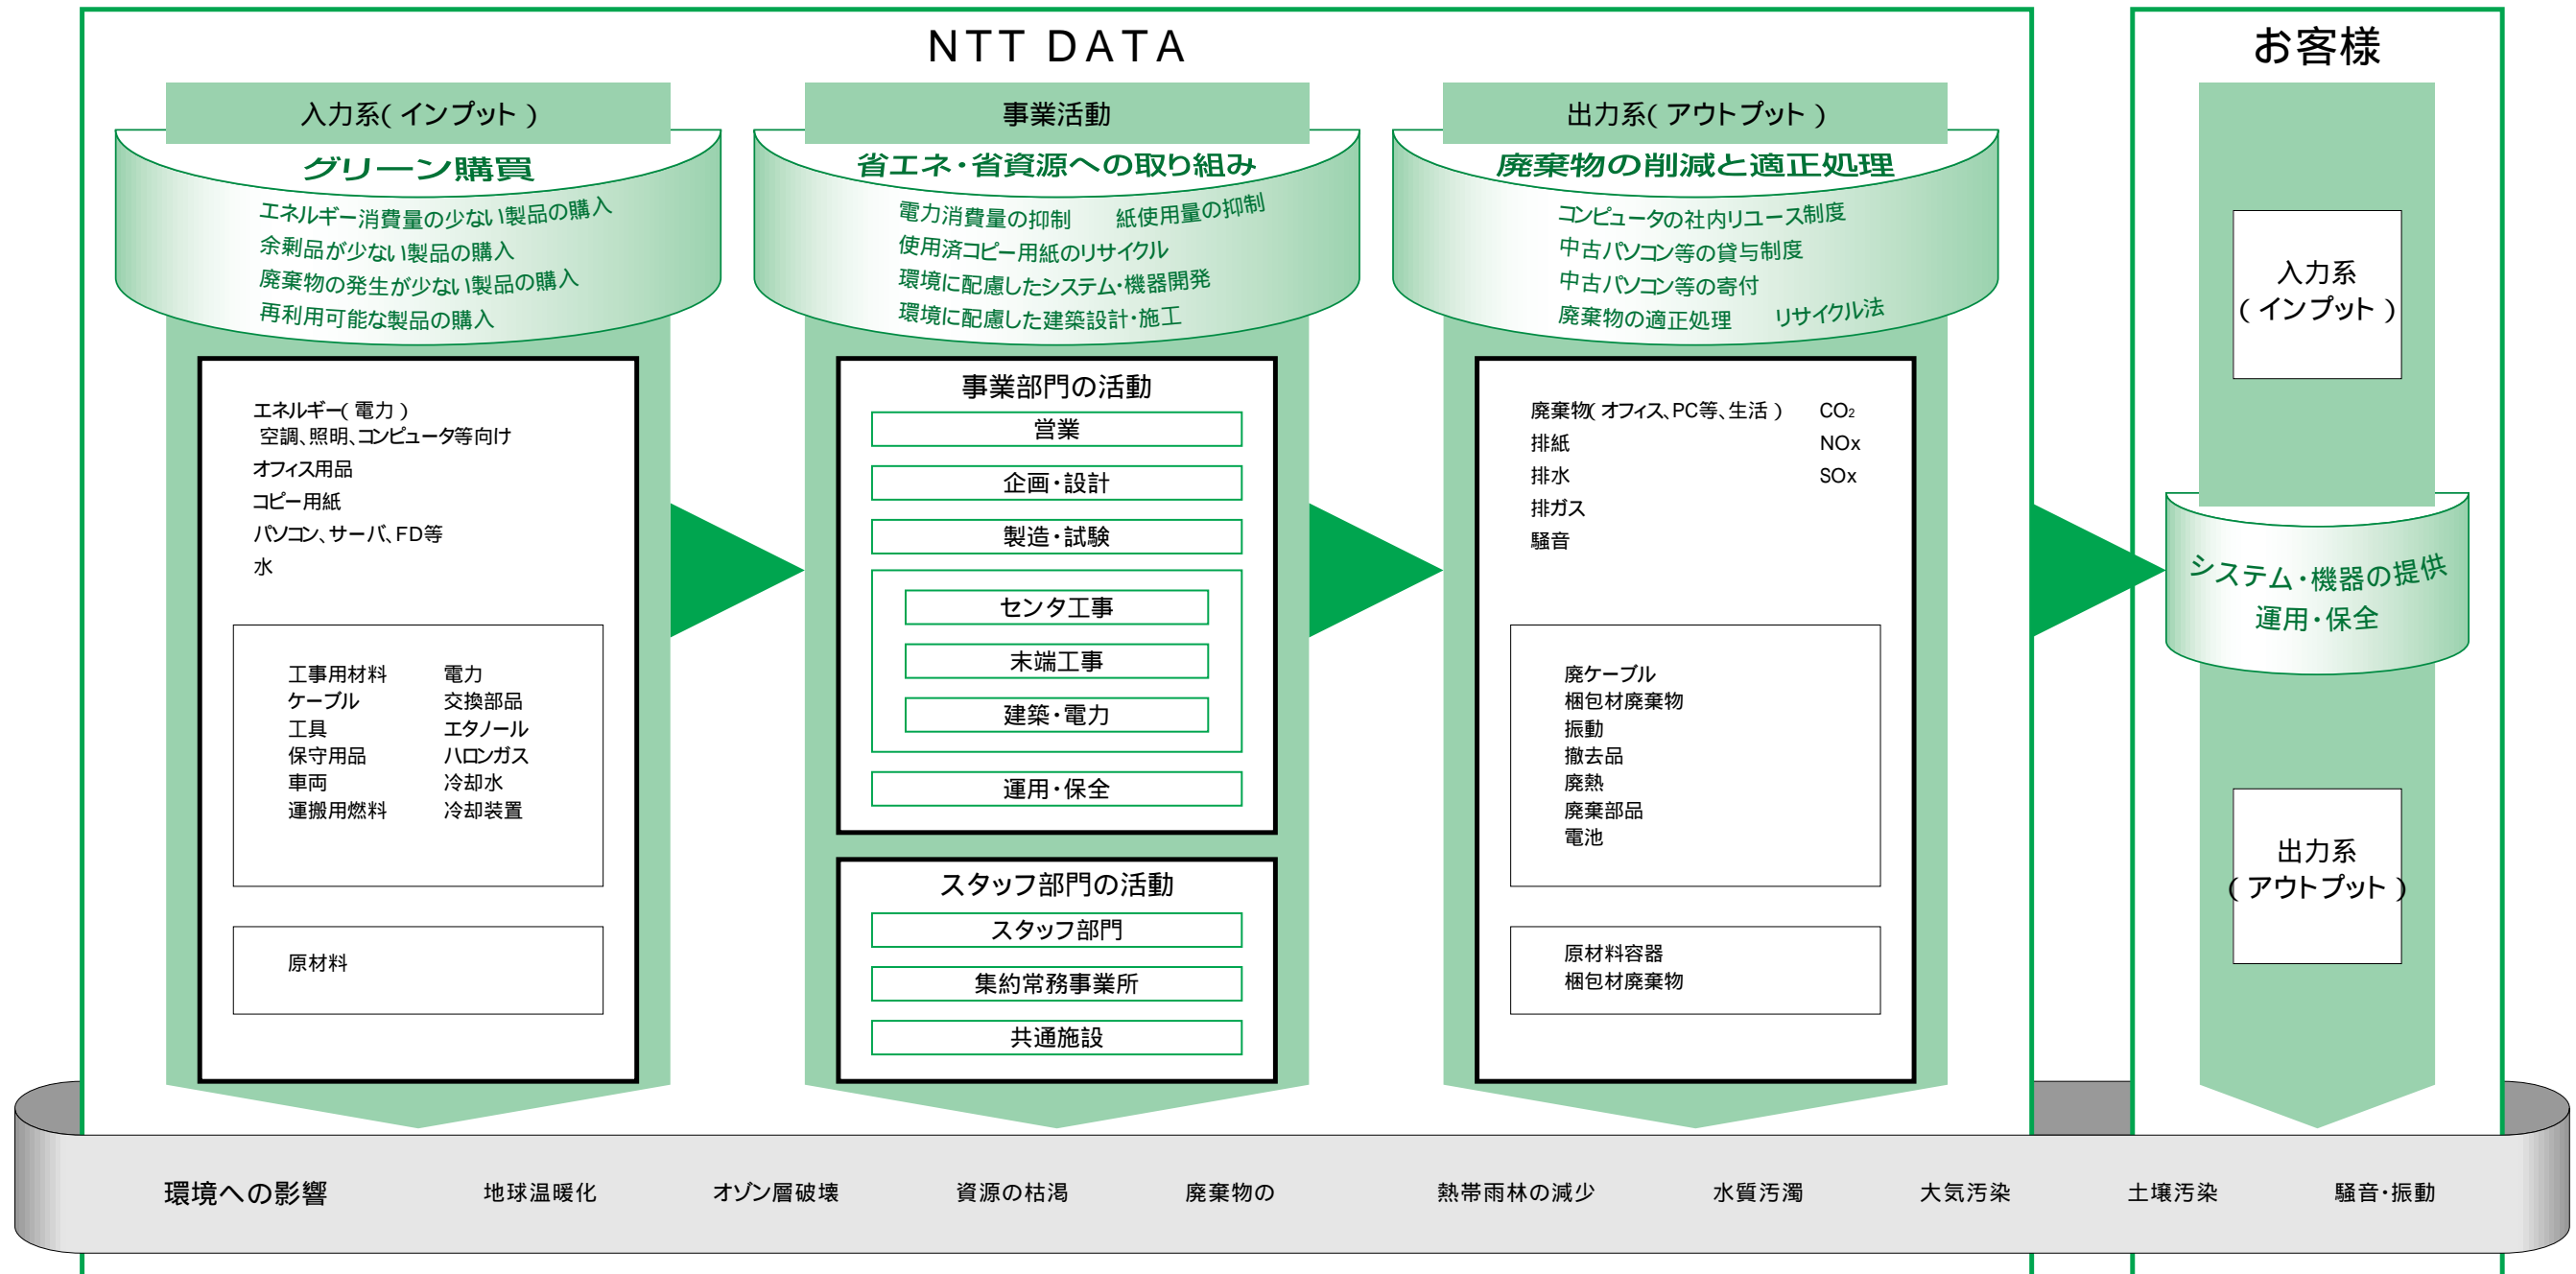 NTT DATA
入力系(インプット)
グリーン購買
エネルギー消費量の少ない製品の購入
余剰品が少ない製品の購入
廃棄物の発生が少ない製品の購入
再利用可能な製品の購入
エネルギー(電力)
空調、照明、コンピュータ等向け
オフィス用品
コピー用紙
パソコン、サーバ、FD等
水
工事用材料 電力
ケーブル 交換部品
工具 エタノール
保守用品 ハロンガス
車両 冷却水
運搬用燃料 冷却装置
原材料
事業活動
省エネ・省資源への取り組み
電力消費量の抑制 紙使用量の抑制
使用済コピー用紙のリサイクル
環境に配慮したシステム・機器開発
環境に配慮した建築設計・施工
事業部門の活動
営業
企画・設計
製造・試験
センタ工事
末端工事
建築・電力
運用・保全
スタッフ部門の活動
スタッフ部門
集約常務事業所
共通施設
出力系(アウトプット)
廃棄物の削減と適正処理
コンピュータの社内リユース制度
中古パソコン等の貸与制度
中古パソコン等の寄付
廃棄物の適正処理 リサイクル法
廃棄物(オフィス、PC等、生活) CO₂
排紙 NOx
排水 SOx
排ガス
騒音
廃ケーブル
梱包材廃棄物
振動
撤去品
廃熱
廃棄部品
電池
原材料容器
梱包材廃棄物
お客様
入力系
(インプット)
システム・機器の提供
運用・保全
出力系
(アウトプット)
環境への影響 地球温暖化 オゾン層破壊 資源の枯渇 廃棄物の 熱帯雨林の減少 水質汚濁 大気汚染 土壌汚染 騒音・振動